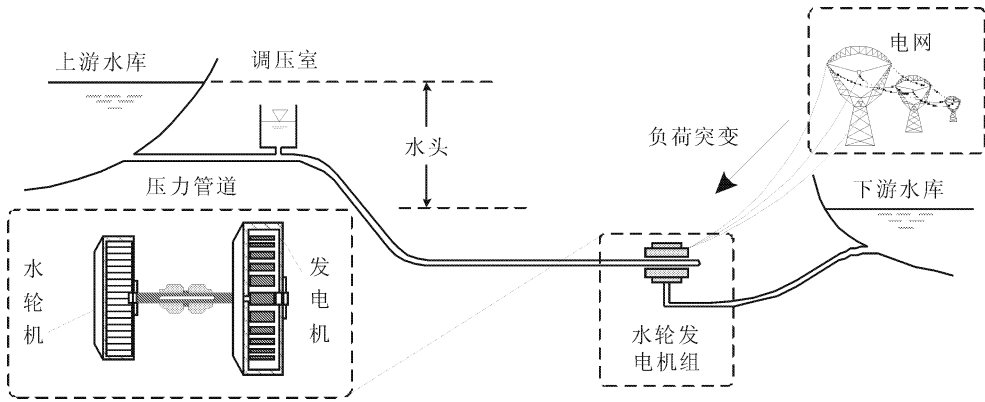 上游水库
调压室
电网
水头
负荷突变
压力管道
下游水库
水轮机
发电机
水轮发
电机组